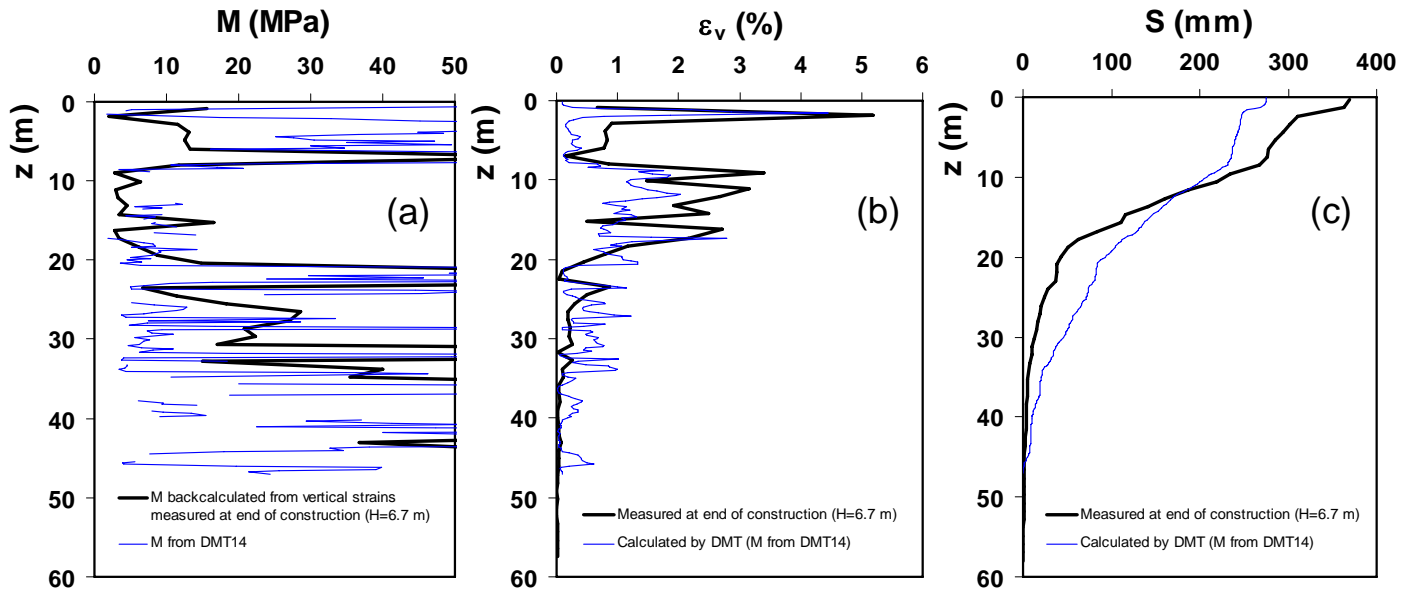 M (MPa)
0 10 20 30 40 50
0
10
20
30
40
50
60
z (m)
(a)
M backcalculated from vertical strains
measured at end of construction (H=6.7 m)
M from DMT14
εv (%)
0 1 2 3 4 5 6
0
10
20
30
40
50
60
z (m)
(b)
Measured at end of construction (H=6.7 m)
Calculated by DMT (M from DMT14)
S (mm)
0 100 200 300 400
0
10
20
30
40
50
60
z (m)
(c)
Measured at end of construction (H=6.7 m)
Calculated by DMT (M from DMT14)